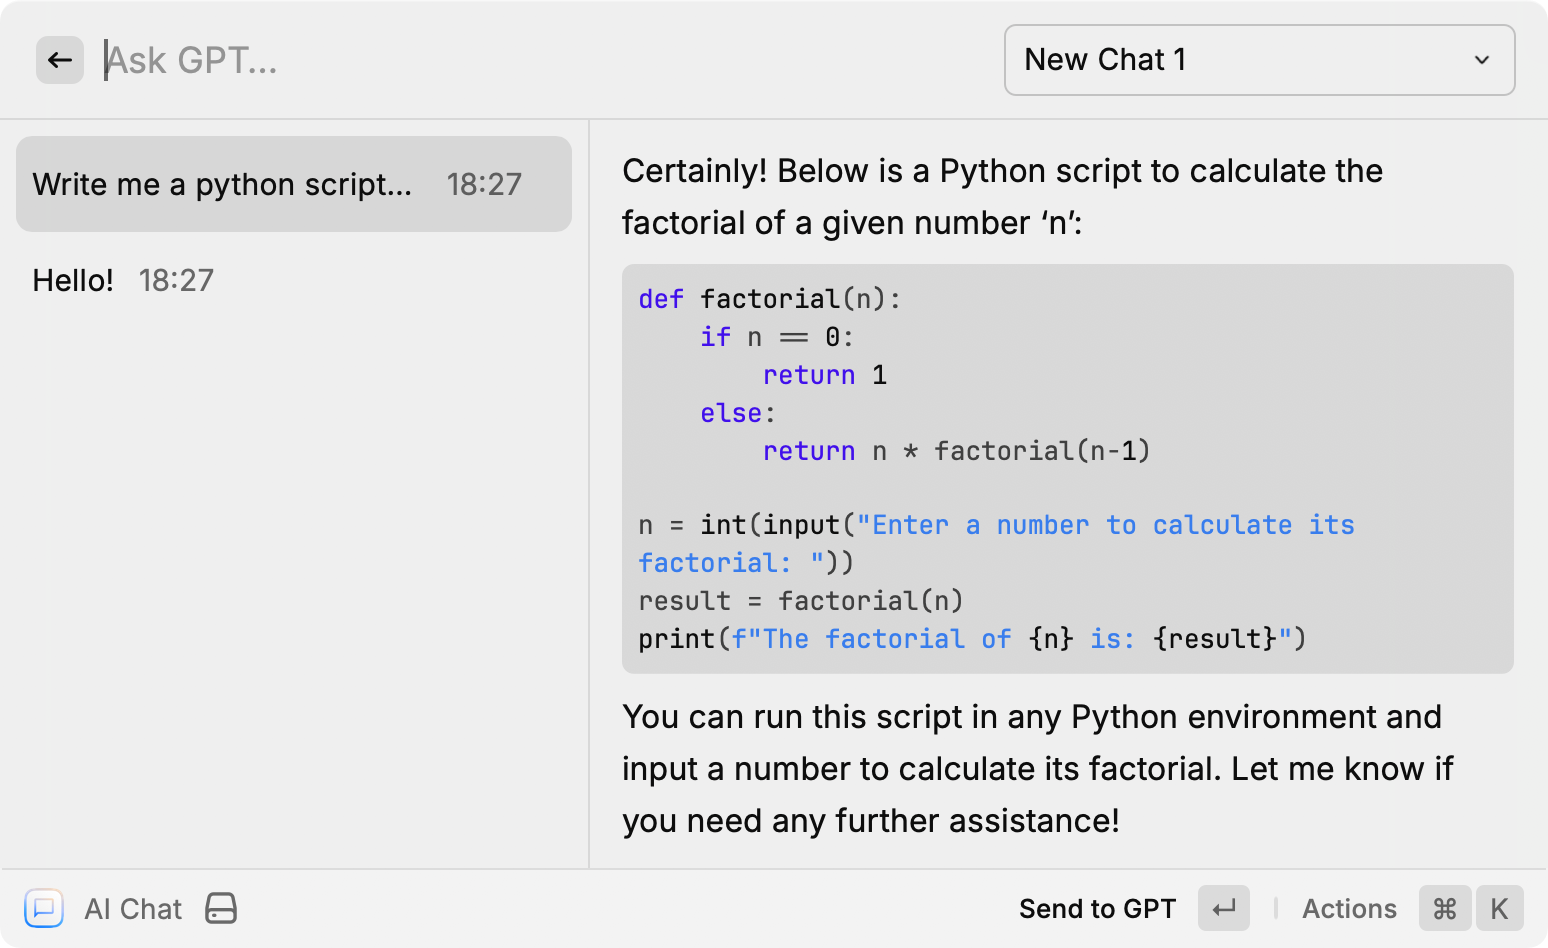 Ask GPT...
New Chat 1
Write me a python script... 18:27
Hello! 18:27
Certainly! Below is a Python script to calculate the
factorial of a given number ‘n’:
def factorial(n):
    if n == 0:
        return 1
    else:
        return n * factorial(n-1)

n = int(input("Enter a number to calculate its
factorial: "))
result = factorial(n)
print(f"The factorial of {n} is: {result}")
You can run this script in any Python environment and
input a number to calculate its factorial. Let me know if
you need any further assistance!
AI Chat
Send to GPT ↵ Actions ⌘ K